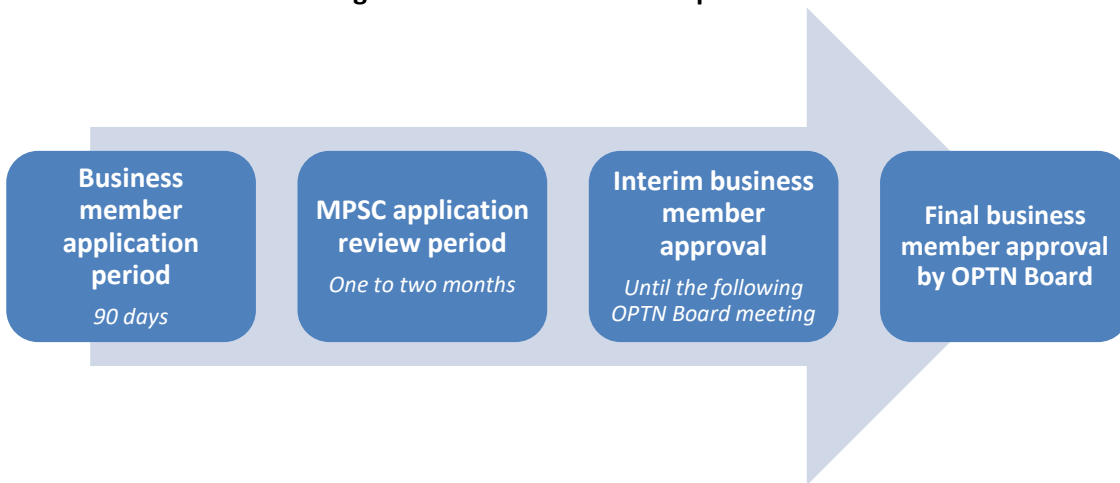 Business
member
application
period
90 days
MPSC application
review period
One to two months
Interim business
member
approval
Until the following
OPTN Board meeting
Final business
member approval
by OPTN Board